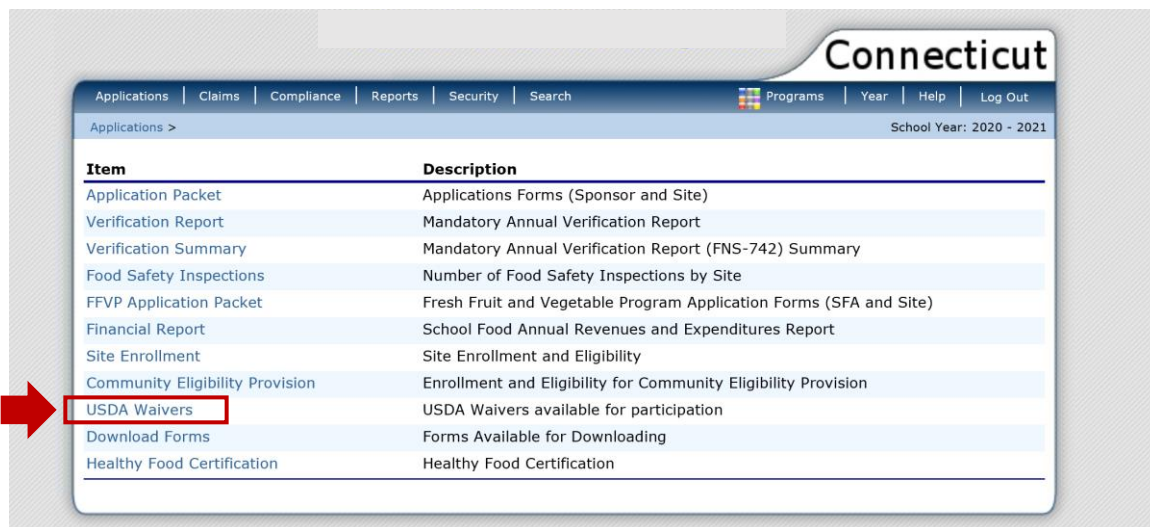 Connecticut
Applications | Claims | Compliance | Reports | Security | Search Programs | Year | Help | Log Out
Applications > School Year: 2020 - 2021
Item Description
Application Packet Applications Forms (Sponsor and Site)
Verification Report Mandatory Annual Verification Report
Verification Summary Mandatory Annual Verification Report (FNS-742) Summary
Food Safety Inspections Number of Food Safety Inspections by Site
FFVP Application Packet Fresh Fruit and Vegetable Program Application Forms (SFA and Site)
Financial Report School Food Annual Revenues and Expenditures Report
Site Enrollment Site Enrollment and Eligibility
Community Eligibility Provision Enrollment and Eligibility for Community Eligibility Provision
USDA Waivers USDA Waivers available for participation
Download Forms Forms Available for Downloading
Healthy Food Certification Healthy Food Certification